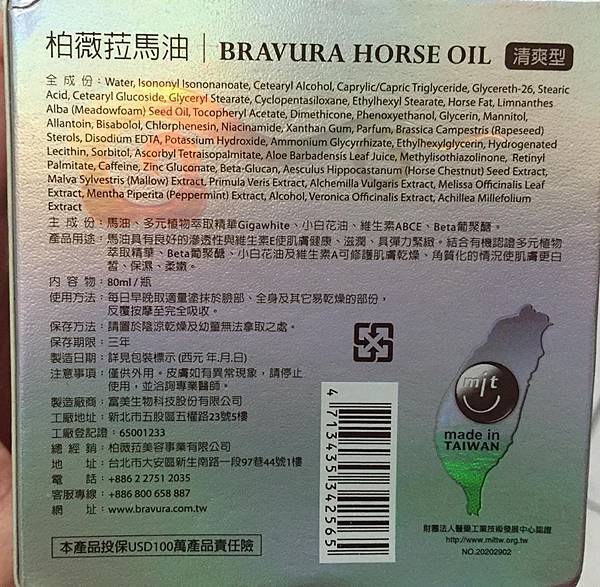 柏薇菈馬油 | BRAVURA HORSE OIL 清爽型
全成份：Water, Isononyl Isononanoate, Cetearyl Alcohol, Caprylic/Capric Triglyceride, Glycereth-26, Stearic
Acid, Cetearyl Glucoside, Glyceryl Stearate, Cyclopentasiloxane, Ethylhexyl Stearate, Horse Fat, Limnanthes
Alba (Meadowfoam) Seed Oil, Tocopheryl Acetate, Dimethicone, Phenoxyethanol, Glycerin, Mannitol,
Allantoin, Bisabolol, Chlorphenesin, Niacinamide, Xanthan Gum, Parfum, Brassica Campestris (Rapeseed)
Sterols, Disodium EDTA, Potassium Hydroxide, Ammonium Glycyrrhizate, Ethylhexylglycerin, Hydrogenated
Lecithin, Sorbitol, Ascorbyl Tetraisopalmitate, Aloe Barbadensis Leaf Juice, Methylisothiazolinone, Retinyl
Palmitate, Caffeine, Zinc Gluconate, Beta-Glucan, Aesculus Hippocastanum (Horse Chestnut) Seed Extract,
Malva Sylvestris (Mallow) Extract, Primula Veris Extract, Alchemilla Vulgaris Extract, Melissa Officinalis Leaf
Extract, Mentha Piperita (Peppermint) Extract, Alcohol, Veronica Officinalis Extract, Achillea Millefolium
Extract
主成份：馬油、多元植物萃取精華Gigawhite、小白花油、維生素ABCE、Beta葡聚醣。
產品用途：馬油具有良好的滲透性與維生素E使肌膚健康、滋潤、具彈力緊緻。結合有機認證多元植物
萃取精華、Beta葡聚醣、小白花油及維生素A可修護肌膚乾燥、角質化的情況使肌膚更白
皙、保濕、柔嫩。
內容物：80ml / 瓶
使用方法：每日早晚取適量塗抹於臉部、全身及其它易乾燥的部份，
反覆按摩至完全吸收。
保存方法：請置於陰涼乾燥及幼童無法拿取之處。
保存期限：三年
製造日期：詳見包裝標示 (西元 年.月.日)
注意事項：僅供外用。皮膚如有異常現象，請停止
使用，並洽詢專業醫師。
製造廠商：富美生物科技股份有限公司
工廠地址：新北市五股區五權路23號5樓
工廠登記證：65001233
總經銷：柏薇菈美容事業有限公司
地址：台北市大安區新生南路一段97巷44號1樓
電話：+886 2 2751 2035
客服專線：+886 800 658 887
網址：www.bravura.com.tw
本產品投保USD100萬產品責任險
4 713435 342565
mit
made in
TAIWAN
財團法人醫藥工業技術發展中心認證
http://www.mittw.org.tw
NO.20202902